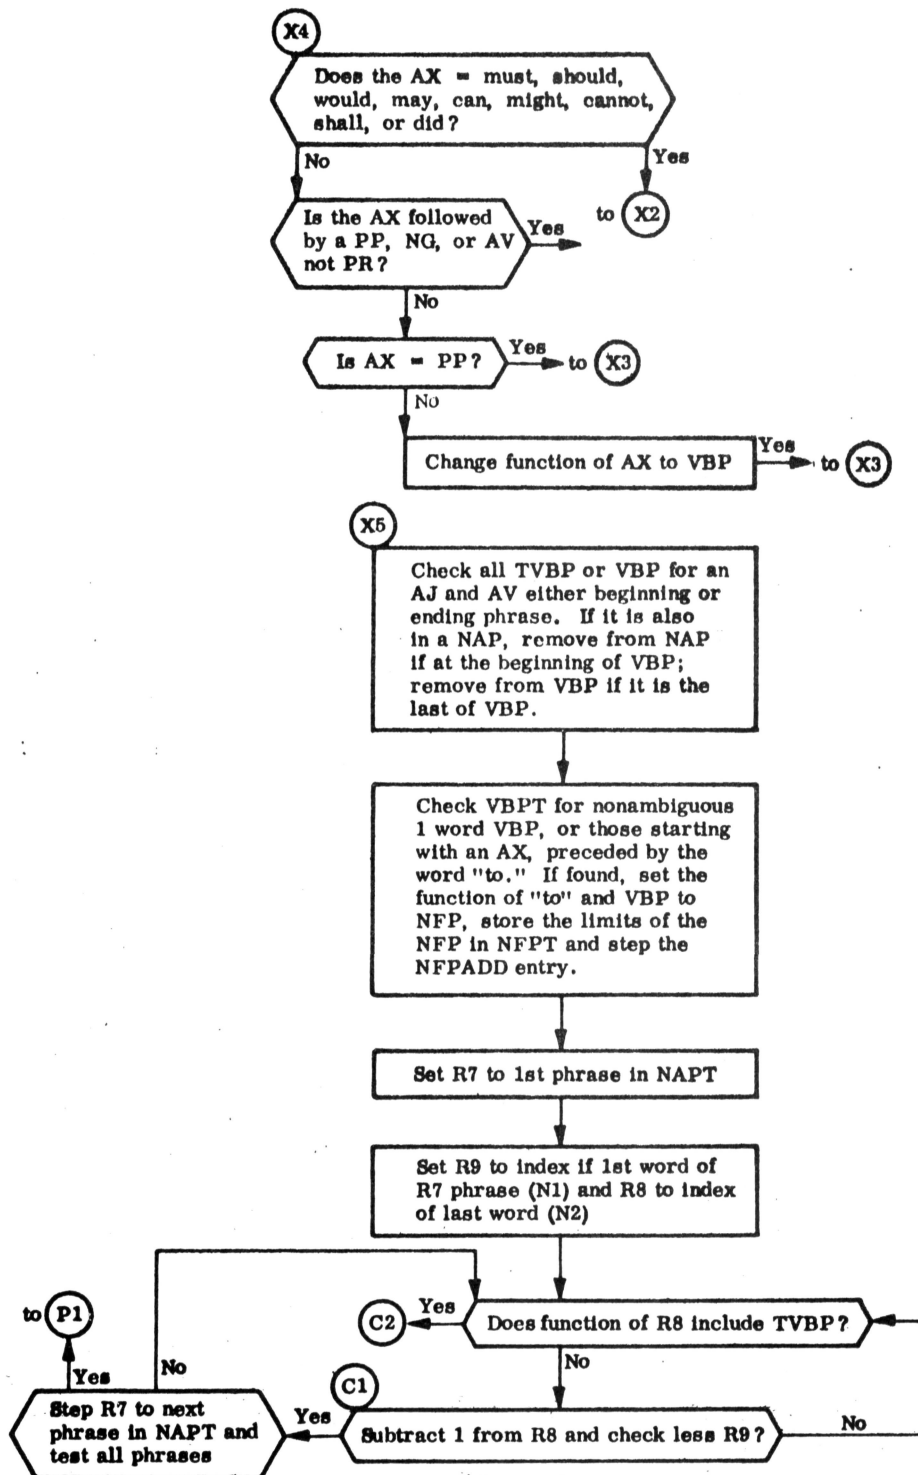 X4
Does the AX = must, should,
would, may, can, might, cannot,
shall, or did?
No
Yes
to X2
Is the AX followed
by a PP, NG, or AV
not PR?
Yes
No
Is AX = PP?
Yes
to X3
No
Change function of AX to VBP
Yes
to X3
X5
Check all TVBP or VBP for an
AJ and AV either beginning or
ending phrase. If it is also
in a NAP, remove from NAP
if at the beginning of VBP;
remove from VBP if it is the
last of VBP.
Check VBPT for nonambiguous
1 word VBP, or those starting
with an AX, preceded by the
word "to." If found, set the
function of "to" and VBP to
NFP, store the limits of the
NFP in NFPT and step the
NFPADD entry.
Set R7 to 1st phrase in NAPT
Set R9 to index if 1st word of
R7 phrase (N1) and R8 to index
of last word (N2)
to P1
C2
Yes
Does function of R8 include TVBP?
Yes
No
No
C1
Step R7 to next
phrase in NAPT and
test all phrases
Yes
Subtract 1 from R8 and check less R9?
No